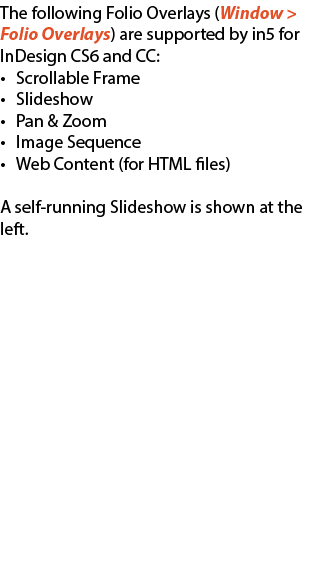 The following Folio Overlays (Window >
Folio Overlays) are supported by in5 for
InDesign CS6 and CC:
• Scrollable Frame
• Slideshow
• Pan & Zoom
• Image Sequence
• Web Content (for HTML files)
A self-running Slideshow is shown at the
left.